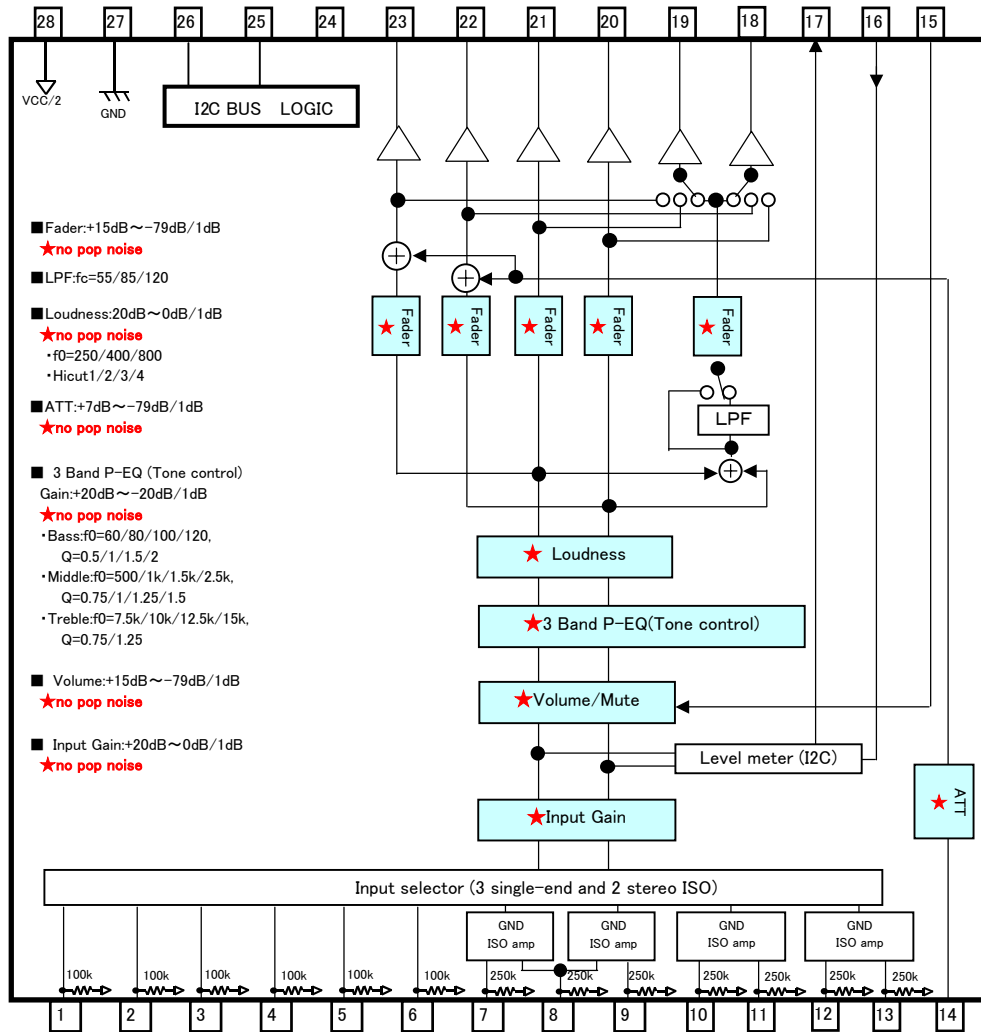 28 27 26 25 24 23 22 21 20 19 18 17 16 15
VCC/2
GND
I2C BUS LOGIC
■Fader:+15dB～−79dB/1dB
★no pop noise
■LPF:fc=55/85/120
■Loudness:20dB～0dB/1dB
★no pop noise
・f0=250/400/800
・Hicut1/2/3/4
■ATT:+7dB～−79dB/1dB
★no pop noise
■ 3 Band P−EQ (Tone control)
Gain:+20dB～−20dB/1dB
★no pop noise
・Bass:f0=60/80/100/120,
Q=0.5/1/1.5/2
・Middle:f0=500/1k/1.5k/2.5k,
Q=0.75/1/1.25/1.5
・Treble:f0=7.5k/10k/12.5k/15k,
Q=0.75/1.25
■ Volume:+15dB～−79dB/1dB
★no pop noise
■ Input Gain:+20dB～0dB/1dB
★no pop noise
★ Fader
★ Fader
★ Fader
★ Fader
★ Fader
LPF
★ Loudness
★3 Band P−EQ(Tone control)
★Volume/Mute
Level meter (I2C)
★Input Gain
★ ATT
Input selector (3 single−end and 2 stereo ISO)
GND
ISO amp
GND
ISO amp
GND
ISO amp
GND
ISO amp
100k 100k 100k 100k 100k 100k 250k 250k 250k 250k 250k 250k 250k
1 2 3 4 5 6 7 8 9 10 11 12 13 14